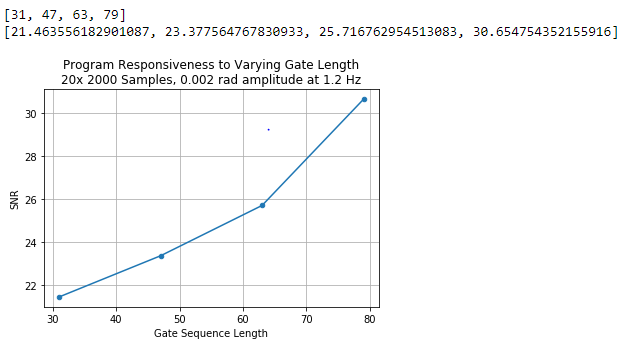 [31, 47, 63, 79]
[21.463556182901087, 23.377564767830933, 25.716762954513083, 30.654754352155916]
Program Responsiveness to Varying Gate Length
20x 2000 Samples, 0.002 rad amplitude at 1.2 Hz
30
28
26
24
22
SNR
30 40 50 60 70 80
Gate Sequence Length